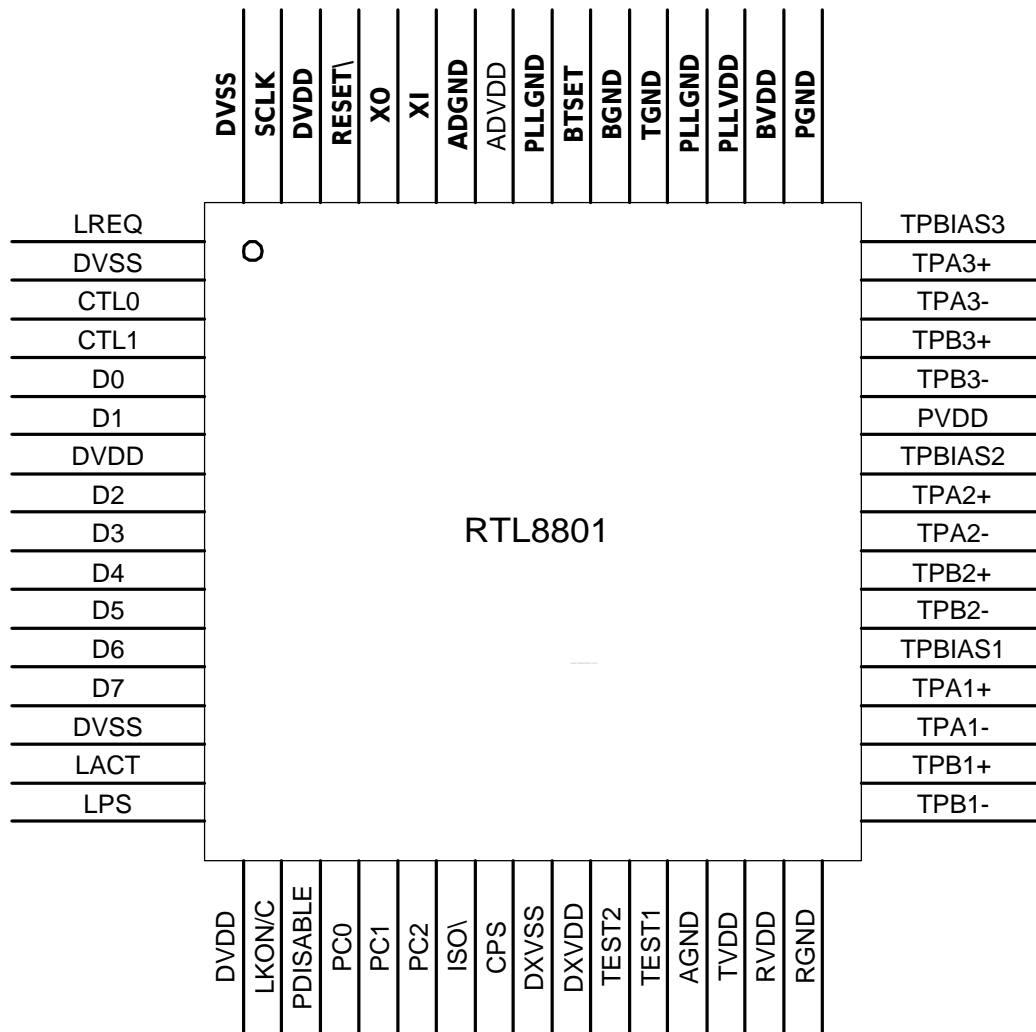 DVSS
SCLK
DVDD
RESET\
XO
XI
ADGND
ADVDD
PLLGND
BTSET
BGND
TGND
PLLGND
PLLVDD
BVDD
PGND
LREQ
DVSS
CTL0
CTL1
D0
D1
DVDD
D2
D3
D4
D5
D6
D7
DVSS
LACT
LPS
RTL8801
TPBIAS3
TPA3+
TPA3-
TPB3+
TPB3-
PVDD
TPBIAS2
TPA2+
TPA2-
TPB2+
TPB2-
TPBIAS1
TPA1+
TPA1-
TPB1+
TPB1-
DVDD
LKON/C
PDISABLE
PC0
PC1
PC2
ISO\
CPS
DXVSS
DXVDD
TEST2
TEST1
AGND
TVDD
RVDD
RGND